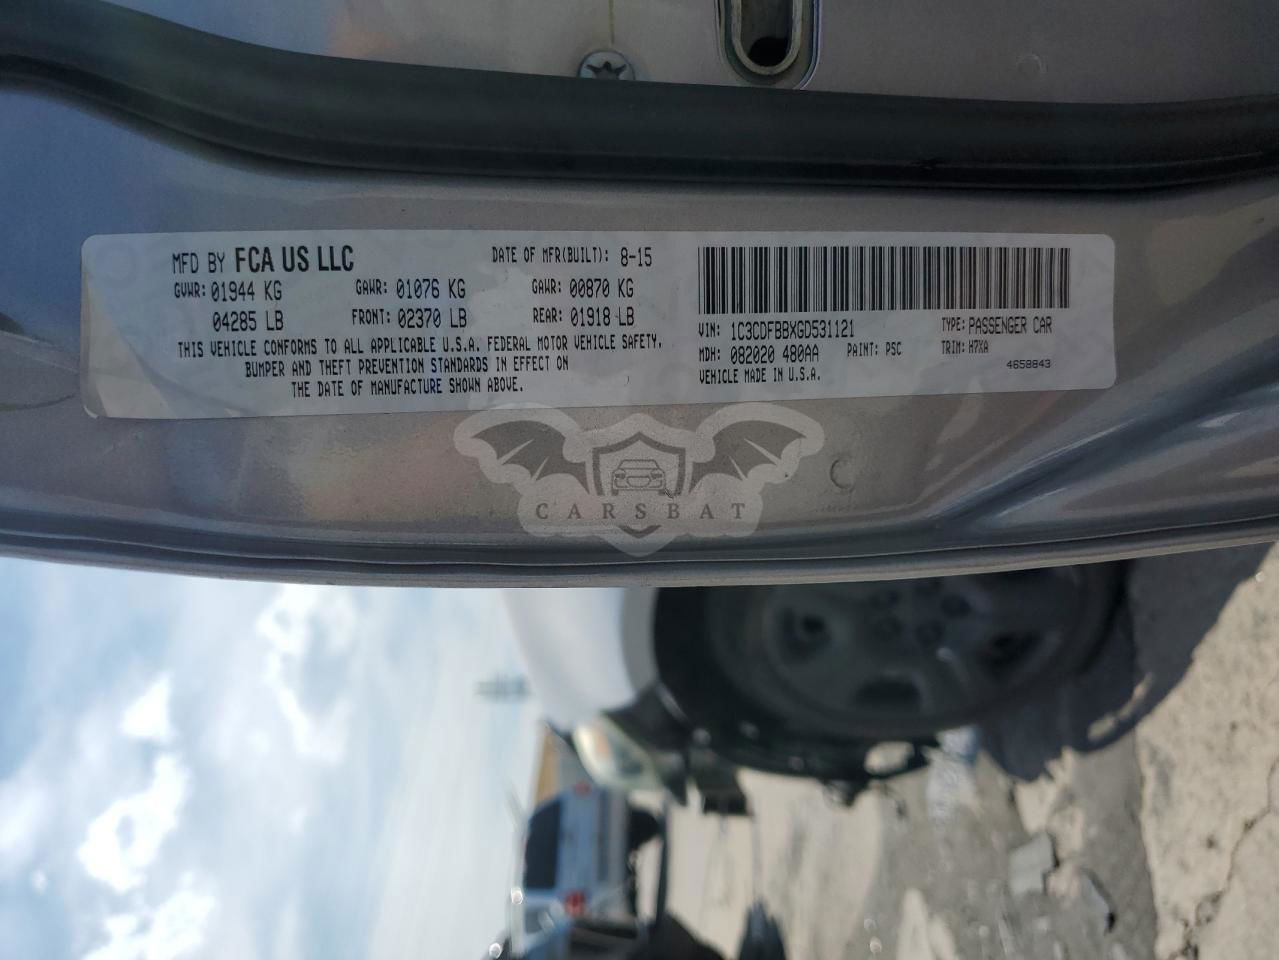 MFD BY FCA US LLC DATE OF MFR(BUILT): 8-15
GVWR: 01944 KG GAWR: 01076 KG GAWR: 00870 KG
04285 LB FRONT: 02370 LB REAR: 01918 LB
THIS VEHICLE CONFORMS TO ALL APPLICABLE U.S.A. FEDERAL MOTOR VEHICLE SAFETY,
BUMPER AND THEFT PREVENTION STANDARDS IN EFFECT ON
THE DATE OF MANUFACTURE SHOWN ABOVE.
VIN: 1C3CDFBBXGD531121 TYPE: PASSENGER CAR
MDH: 082020 480AA PAINT: PSC TRIM: H7XA
VEHICLE MADE IN U.S.A. 4658843
CARSBAT